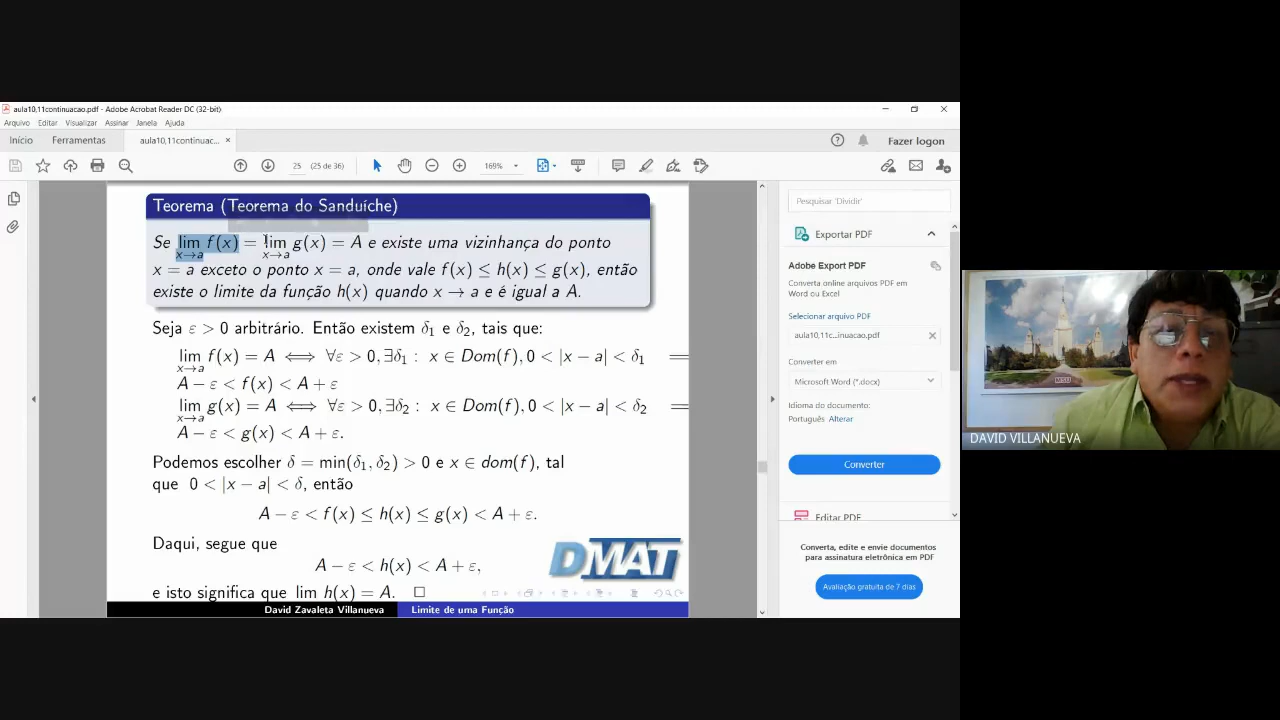 aula10,11continuacao.pdf - Adobe Acrobat Reader DC (32-bit)
Arquivo Editar Visualizar Assinar Janela Ajuda
Início Ferramentas aula10,11continuac... × Fazer logon
25 (25 de 36) 169%
Teorema (Teorema do Sanduíche)
Se lim f(x) = lim g(x) = A e existe uma vizinhança do ponto
x→a x→a
x = a exceto o ponto x = a, onde vale f(x) ≤ h(x) ≤ g(x), então
existe o limite da função h(x) quando x → a e é igual a A.
Seja ε > 0 arbitrário. Então existem δ₁ e δ₂, tais que:
lim f(x) = A ⟺ ∀ε > 0, ∃δ₁ : x ∈ Dom(f), 0 < |x − a| < δ₁ =
x→a
A − ε < f(x) < A + ε
lim g(x) = A ⟺ ∀ε > 0, ∃δ₂ : x ∈ Dom(f), 0 < |x − a| < δ₂ =
x→a
A − ε < g(x) < A + ε.
Podemos escolher δ = min(δ₁, δ₂) > 0 e x ∈ dom(f), tal
que 0 < |x − a| < δ, então
A − ε < f(x) ≤ h(x) ≤ g(x) < A + ε.
Daqui, segue que
A − ε < h(x) < A + ε,
e isto significa que lim h(x) = A. □
DMAT
David Zavaleta Villanueva Limite de uma Função
Pesquisar 'Dividir'
Exportar PDF
Adobe Export PDF
Converta online arquivos PDF em
Word ou Excel
Selecionar arquivo PDF
aula10,11c...inuacao.pdf
Converter em
Microsoft Word (*.docx)
Idioma do documento:
Português Alterar
Converter
Editar PDF
Converta, edite e envie documentos
para assinatura eletrônica em PDF
Avaliação gratuita de 7 dias
MSU
DAVID VILLANUEVA